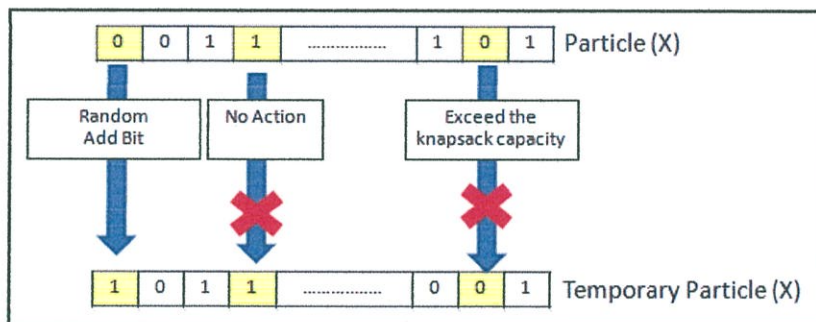 0 0 1 1 ................ 1 0 1 Particle (X)
Random
Add Bit
No Action
Exceed the
knapsack capacity
1 0 1 1 ................ 0 0 1 Temporary Particle (X)